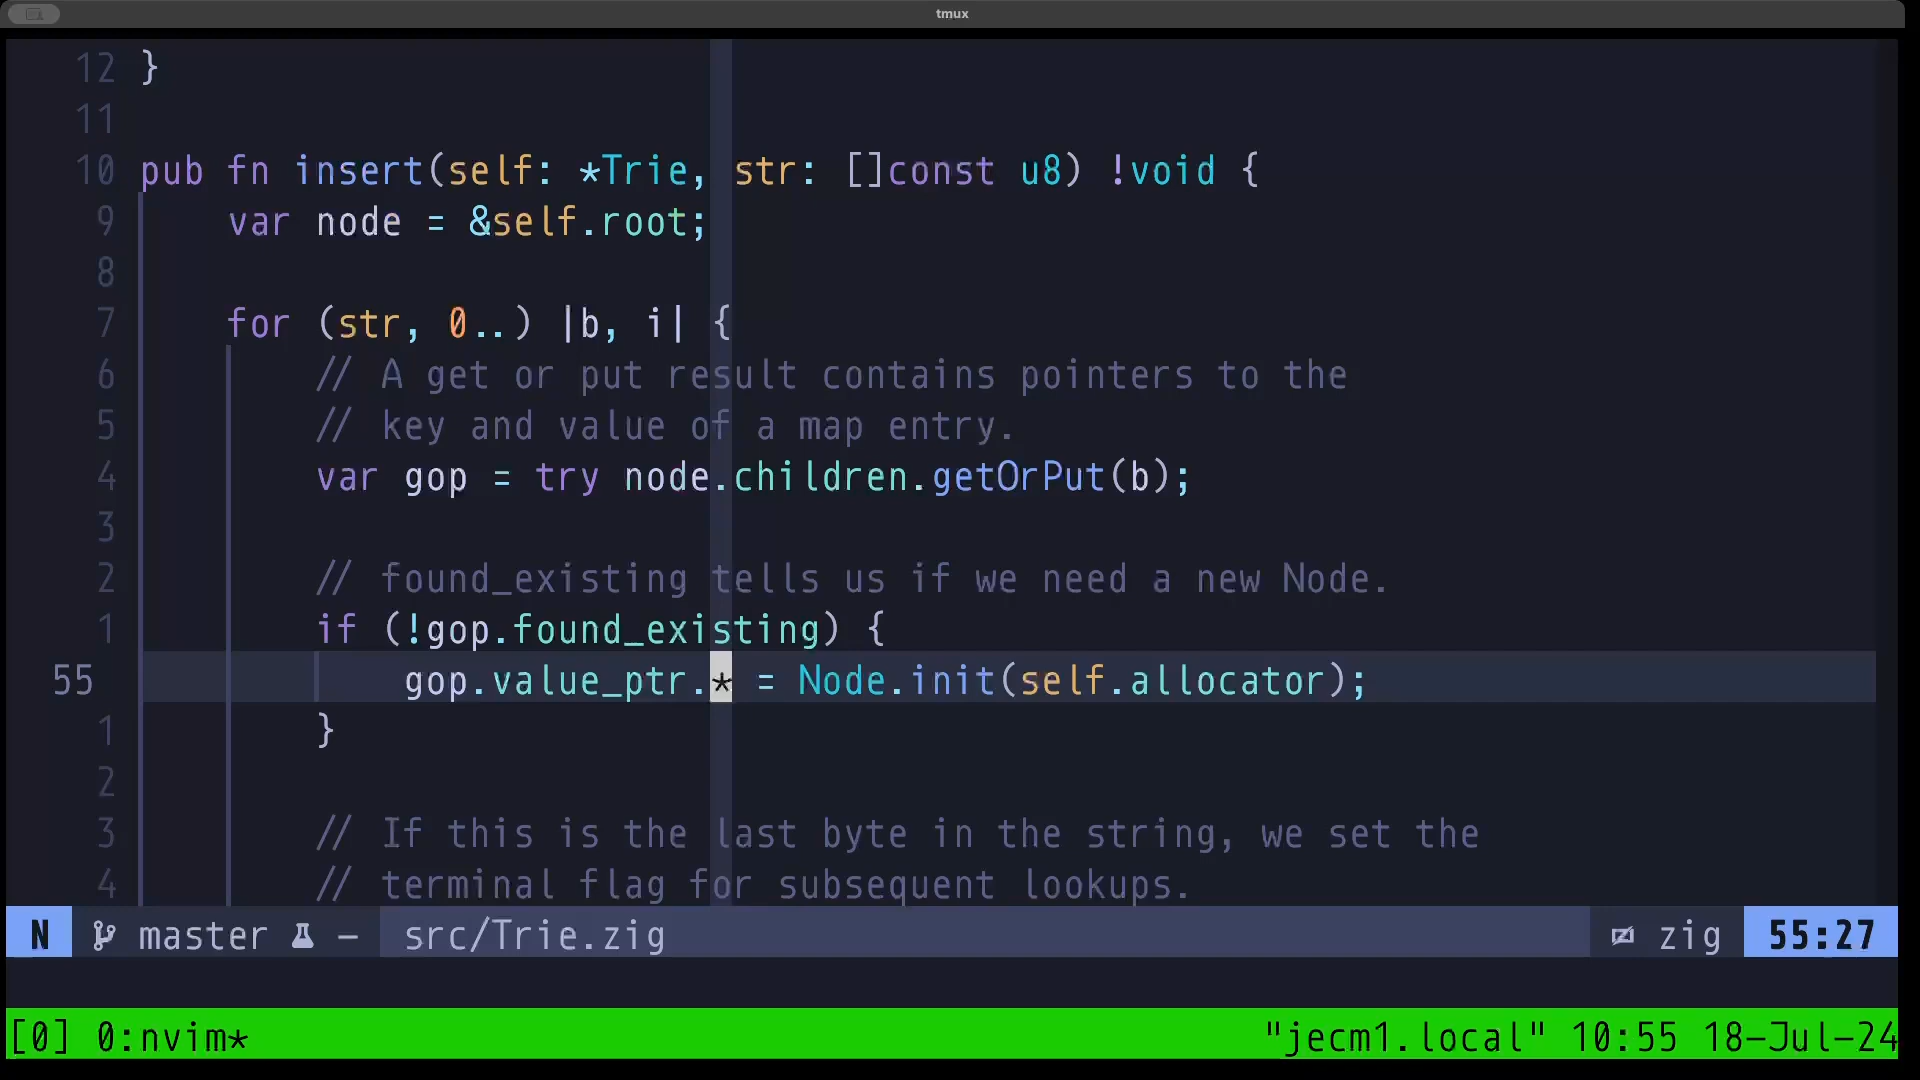 tmux
12 }
11
10 pub fn insert(self: *Trie, str: []const u8) !void {
9 var node = &self.root;
8
7 for (str, 0..) |b, i| {
6 // A get or put result contains pointers to the
5 // key and value of a map entry.
4 var gop = try node.children.getOrPut(b);
3
2 // found_existing tells us if we need a new Node.
1 if (!gop.found_existing) {
55 gop.value_ptr.* = Node.init(self.allocator);
1 }
2
3 // If this is the last byte in the string, we set the
4 // terminal flag for subsequent lookups.
N master – src/Trie.zig zig 55:27
[0] 0:nvim* "jecm1.local" 10:55 18-Jul-24